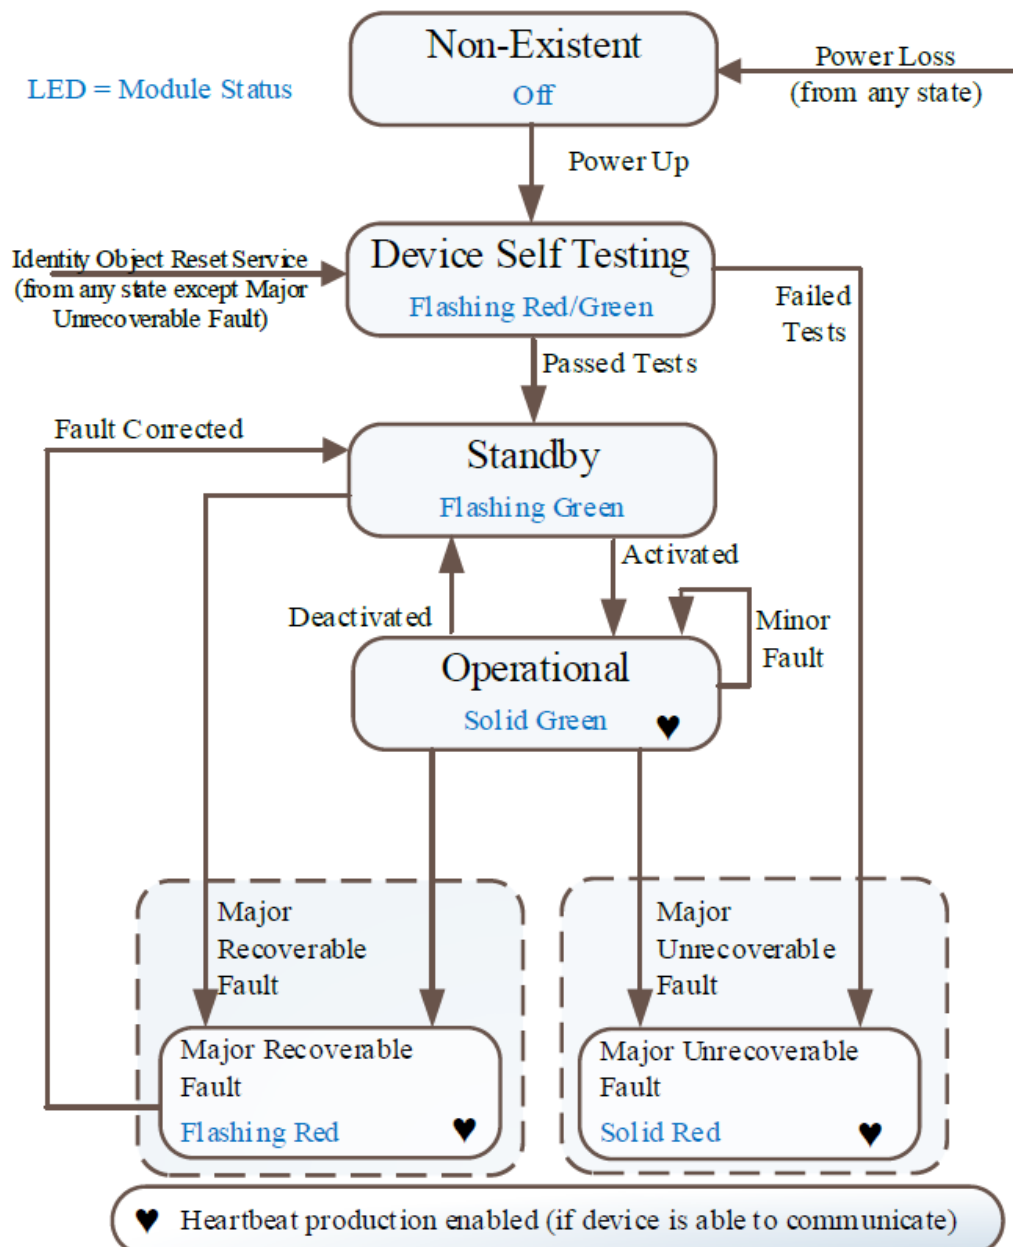 Non-Existent
Off
LED = Module Status
Power Loss
(from any state)
Power Up
Device Self Testing
Flashing Red/Green
Identity Object Reset Service
(from any state except Major
Unrecoverable Fault)
Failed
Tests
Passed Tests
Fault Corrected
Standby
Flashing Green
Activated
Deactivated
Minor
Fault
Operational
Solid Green
Major
Recoverable
Fault
Major
Unrecoverable
Fault
Major Recoverable
Fault
Flashing Red
Major Unrecoverable
Fault
Solid Red
Heartbeat production enabled (if device is able to communicate)